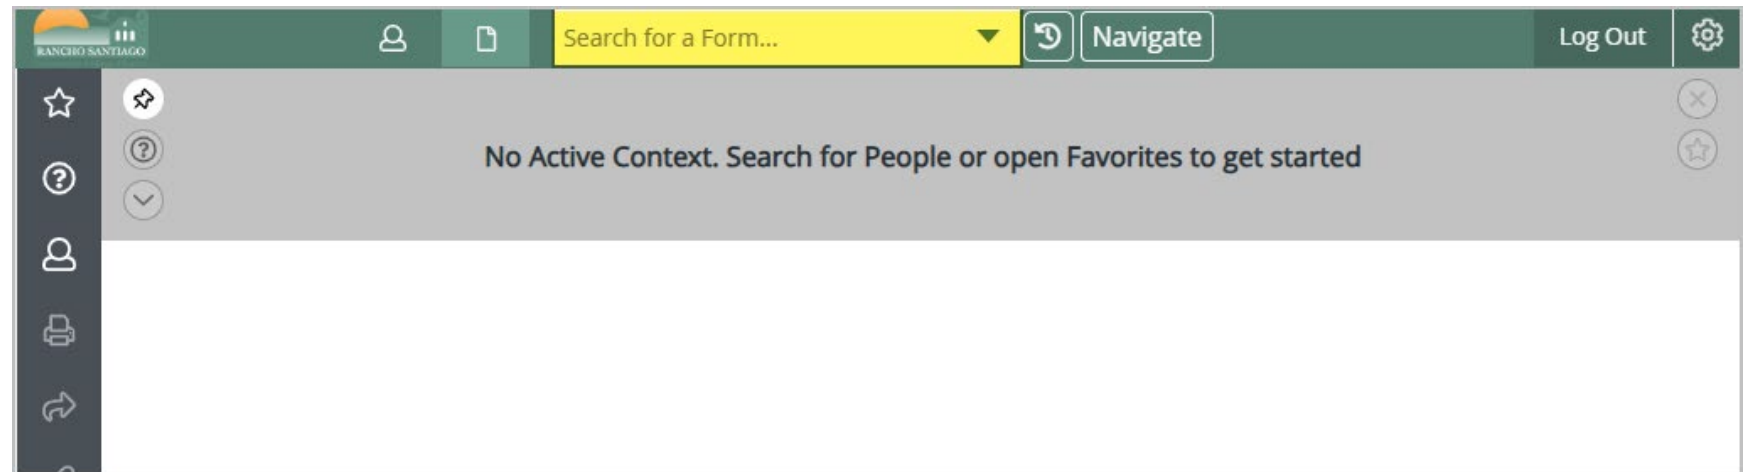 RANCHO SANTIAGO
Search for a Form...
Navigate
Log Out
No Active Context. Search for People or open Favorites to get started